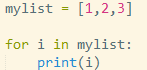 mylist = [1,2,3]
for i in mylist:
    print(i)